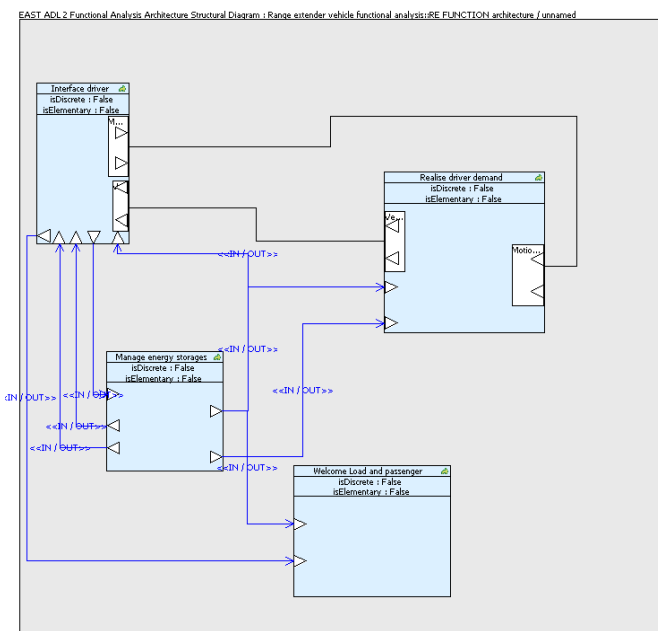 EAST ADL 2 Functional Analysis Architecture Structural Diagram : Range extender vehicle functional analysis::RE FUNCTION architecture / unnamed
Interface driver
isDiscrete : False
isElementary : False
M...
Realise driver demand
isDiscrete : False
isElementary : False
Ve...
Motio...
<<IN / OUT>>
Manage energy storages
isDiscrete : False
isElementary : False
<<IN / OUT>>
<<IN / OUT>>
<IN / OUT>>
<<IN / OUT>>
<<IN / OUT>>
<<IN / OUT>>
<<IN / OUT>>
Welcome Load and passenger
isDiscrete : False
isElementary : False